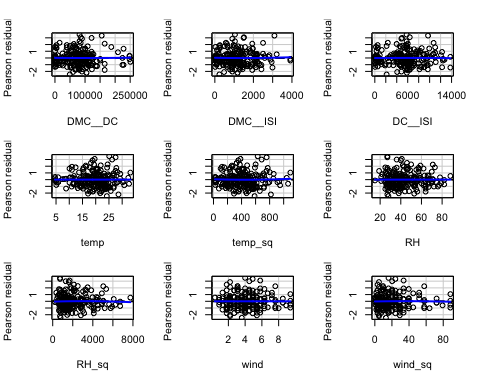 Pearson residual
-2 1
0 100000 250000
DMC__DC
Pearson residual
-2 1
0 2000 4000
DMC__ISI
Pearson residual
-2 1
0 6000 14000
DC__ISI
Pearson residual
-2 1
5 15 25
temp
Pearson residual
-2 1
0 400 800
temp_sq
Pearson residual
-2 1
20 40 60 80
RH
Pearson residual
-2 1
0 4000 8000
RH_sq
Pearson residual
-2 1
2 4 6 8
wind
Pearson residual
-2 1
0 40 80
wind_sq